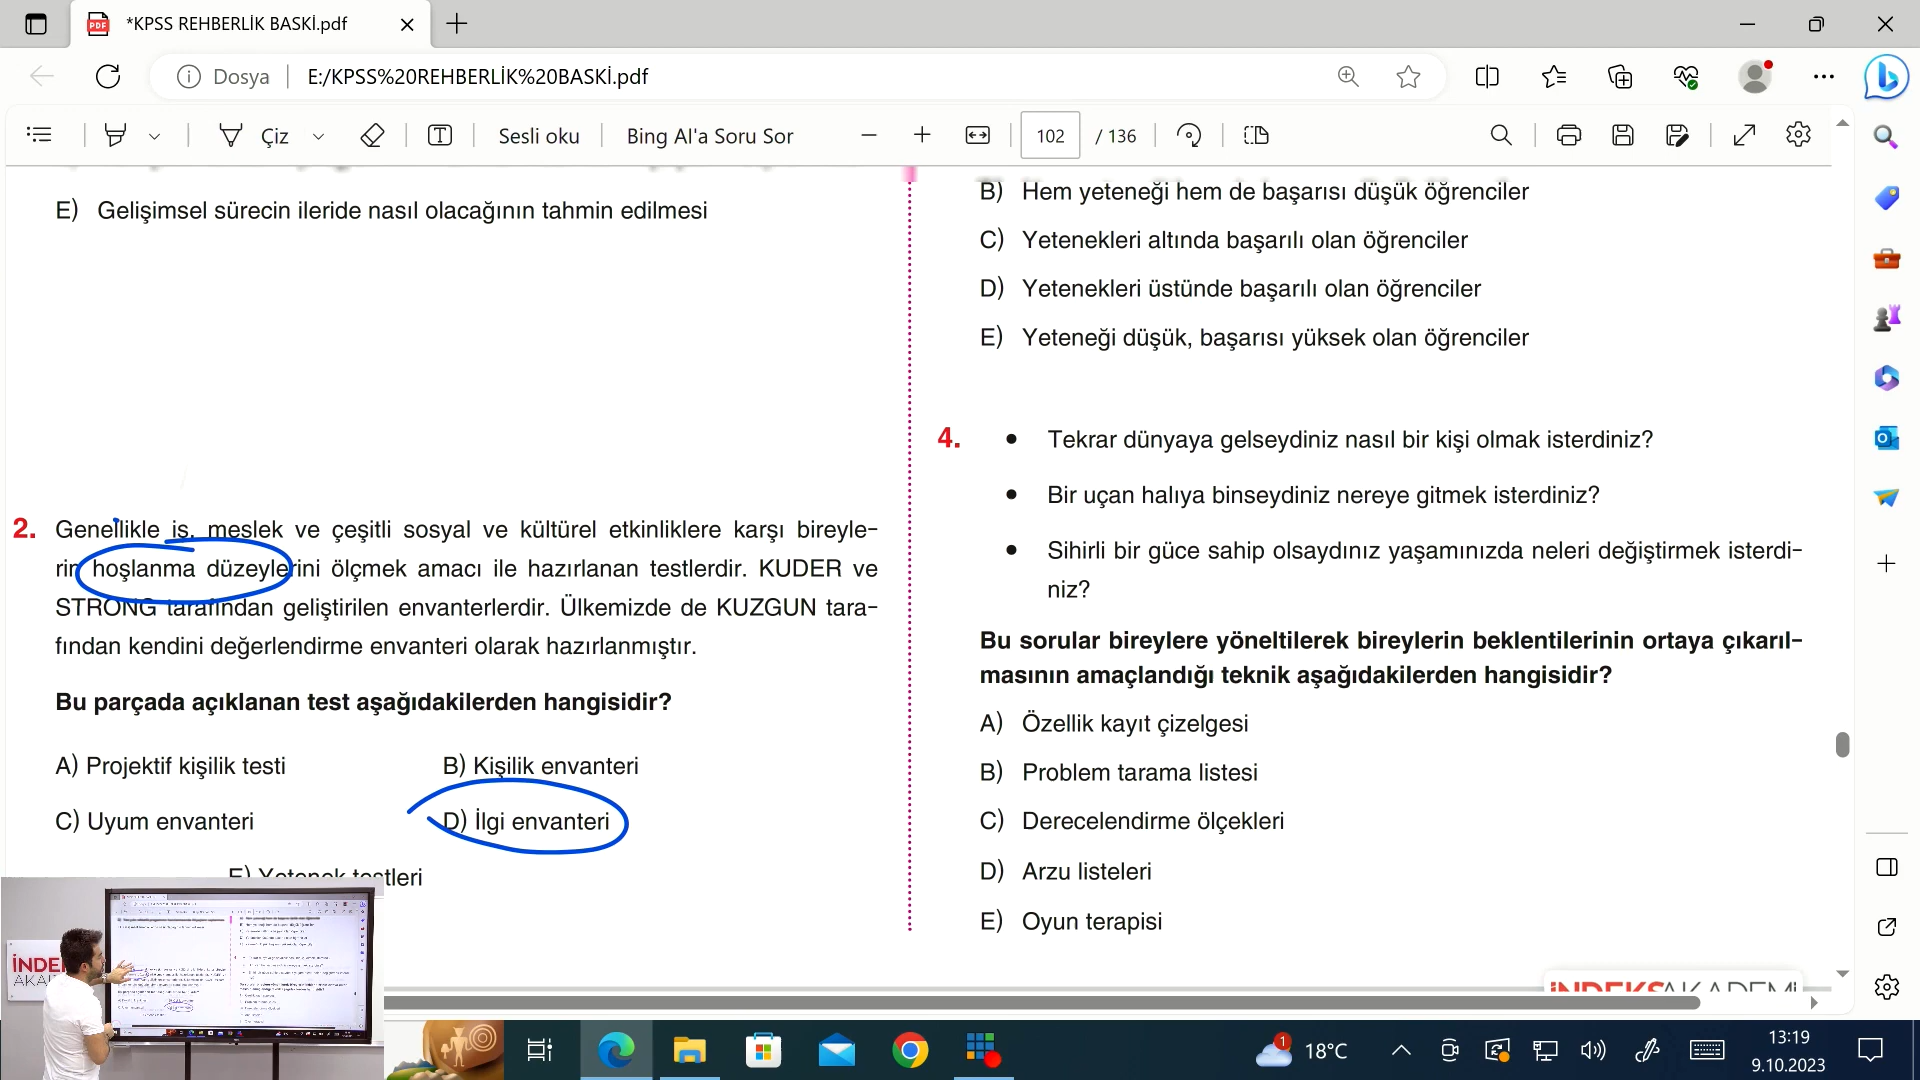 *KPSS REHBERLİK BASKİ.pdf
Dosya
E:/KPSS%20REHBERLİK%20BASKİ.pdf
Çiz
Sesli oku
Bing AI'a Soru Sor
102
/ 136
E) Gelişimsel sürecin ileride nasıl olacağının tahmin edilmesi
2. Genellikle iş, meslek ve çeşitli sosyal ve kültürel etkinliklere karşı bireyle-
rin hoşlanma düzeylerini ölçmek amacı ile hazırlanan testlerdir. KUDER ve
STRONG tarafından geliştirilen envanterlerdir. Ülkemizde de KUZGUN tara-
fından kendini değerlendirme envanteri olarak hazırlanmıştır.
Bu parçada açıklanan test aşağıdakilerden hangisidir?
A) Projektif kişilik testi
B) Kişilik envanteri
C) Uyum envanteri
D) İlgi envanteri
E) Yetenek testleri
B) Hem yeteneği hem de başarısı düşük öğrenciler
C) Yetenekleri altında başarılı olan öğrenciler
D) Yetenekleri üstünde başarılı olan öğrenciler
E) Yeteneği düşük, başarısı yüksek olan öğrenciler
4. • Tekrar dünyaya gelseydiniz nasıl bir kişi olmak isterdiniz?
• Bir uçan halıya binseydiniz nereye gitmek isterdiniz?
• Sihirli bir güce sahip olsaydınız yaşamınızda neleri değiştirmek isterdi-
niz?
Bu sorular bireylere yöneltilerek bireylerin beklentilerinin ortaya çıkarıl-
masının amaçlandığı teknik aşağıdakilerden hangisidir?
A) Özellik kayıt çizelgesi
B) Problem tarama listesi
C) Derecelendirme ölçekleri
D) Arzu listeleri
E) Oyun terapisi
İNDEKSAKADEMİ
1
18°C
13:19
9.10.2023